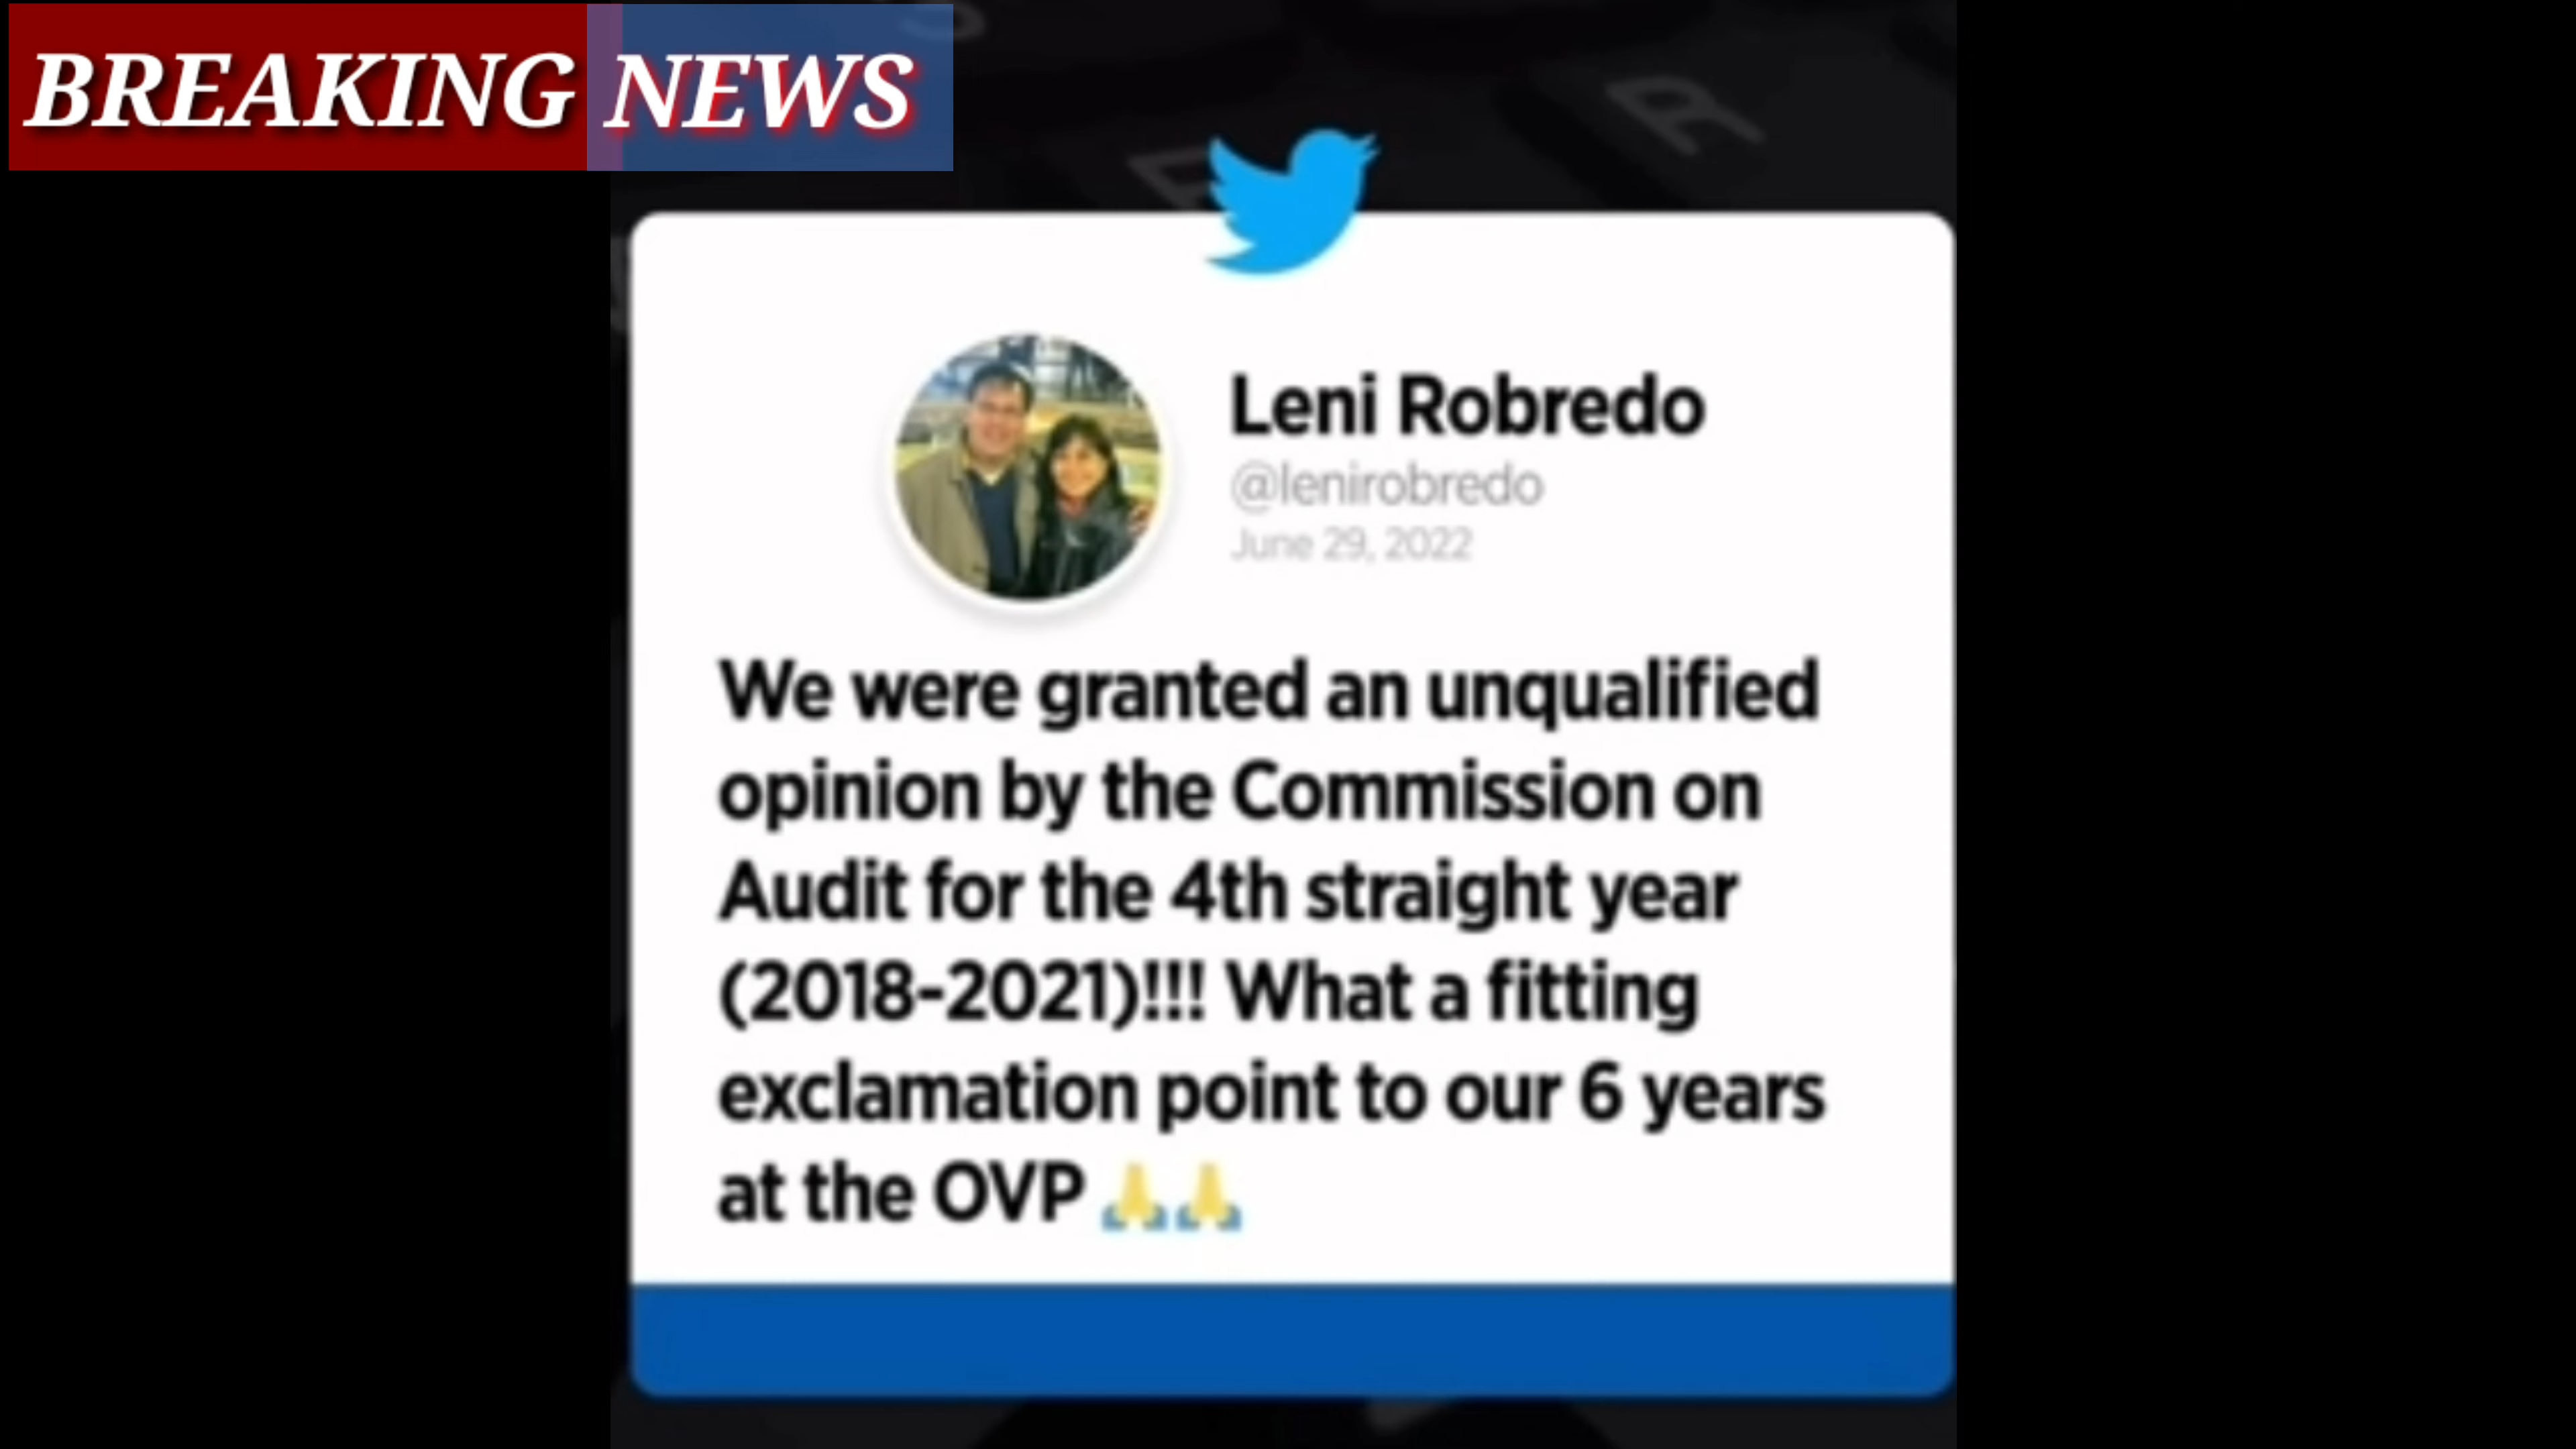 BREAKING NEWS
Leni Robredo
@lenirobredo
June 29, 2022
We were granted an unqualified
opinion by the Commission on
Audit for the 4th straight year
(2018-2021)!!! What a fitting
exclamation point to our 6 years
at the OVP 🙏🙏